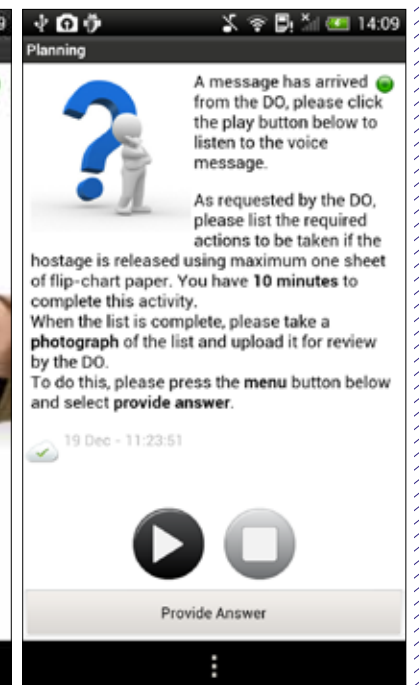 9
14:09
Planning
A message has arrived
from the DO, please click
the play button below to
listen to the voice
message.
As requested by the DO,
please list the required
actions to be taken if the
hostage is released using maximum one sheet
of flip-chart paper. You have 10 minutes to
complete this activity.
When the list is complete, please take a
photograph of the list and upload it for review
by the DO.
To do this, please press the menu button below
and select provide answer.
19 Dec - 11:23:51
Provide Answer